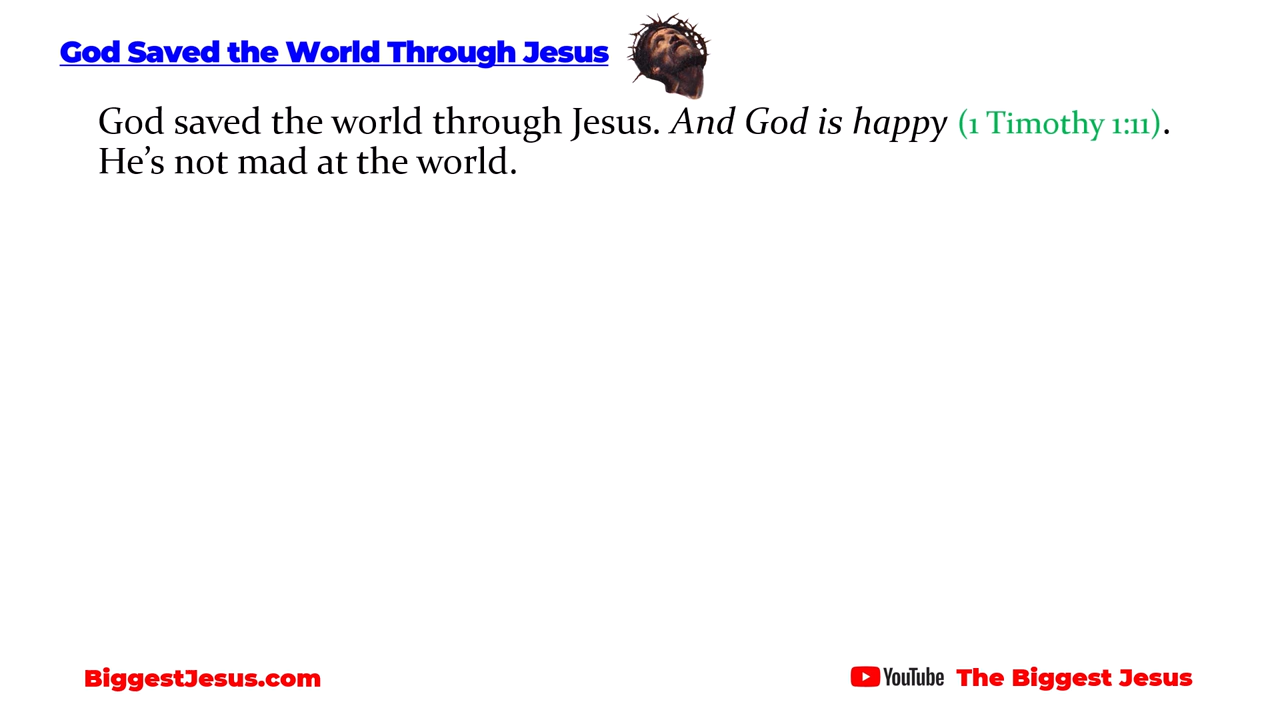 God Saved the World Through Jesus
God saved the world through Jesus. And God is happy (1 Timothy 1:11).
He’s not mad at the world.
BiggestJesus.com
YouTube The Biggest Jesus